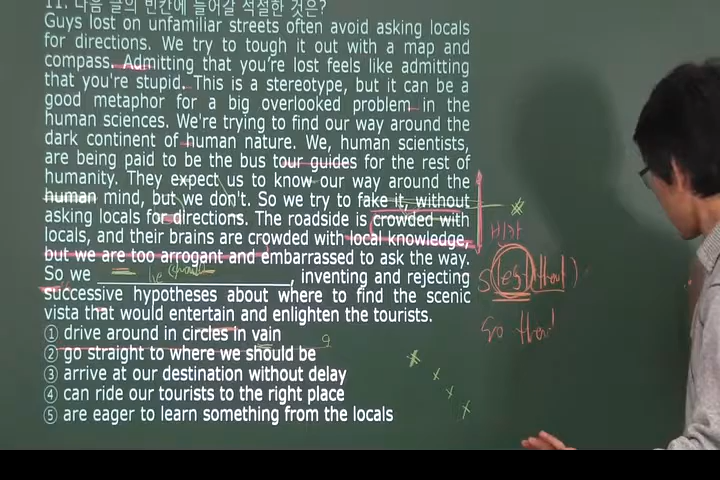 11. 다음 글의 빈칸에 들어갈 적절한 것은?
Guys lost on unfamiliar streets often avoid asking locals
for directions. We try to tough it out with a map and
compass. Admitting that you're lost feels like admitting
that you're stupid. This is a stereotype, but it can be a
good metaphor for a big overlooked problem in the
human sciences. We're trying to find our way around the
dark continent of human nature. We, human scientists,
are being paid to be the bus tour guides for the rest of
humanity. They expect us to know our way around the
human mind, but we don't. So we try to fake it, without
asking locals for directions. The roadside is crowded with
locals, and their brains are crowded with local knowledge,
but we are too arrogant and embarrassed to ask the way.
So we ____________________, inventing and rejecting
successive hypotheses about where to find the scenic
vista that would entertain and enlighten the tourists.
① drive around in circles in vain
② go straight to where we should be
③ arrive at our destination without delay
④ can ride our tourists to the right place
⑤ are eager to learn something from the locals